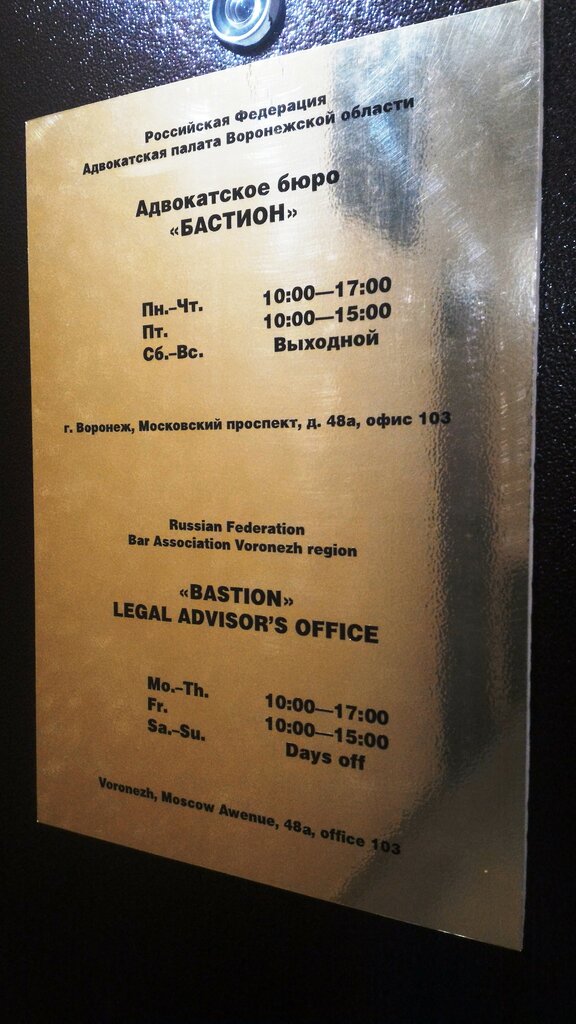 Российская Федерация
Адвокатская палата Воронежской области
Адвокатское бюро
«БАСТИОН»
Пн.–Чт. 10:00—17:00
Пт. 10:00—15:00
Сб.–Вс. Выходной
г. Воронеж, Московский проспект, д. 48а, офис 103
Russian Federation
Bar Association Voronezh region
«BASTION»
LEGAL ADVISOR'S OFFICE
Mo.–Th. 10:00—17:00
Fr. 10:00—15:00
Sa.–Su. Days off
Voronezh, Moscow Awenue, 48a, office 103